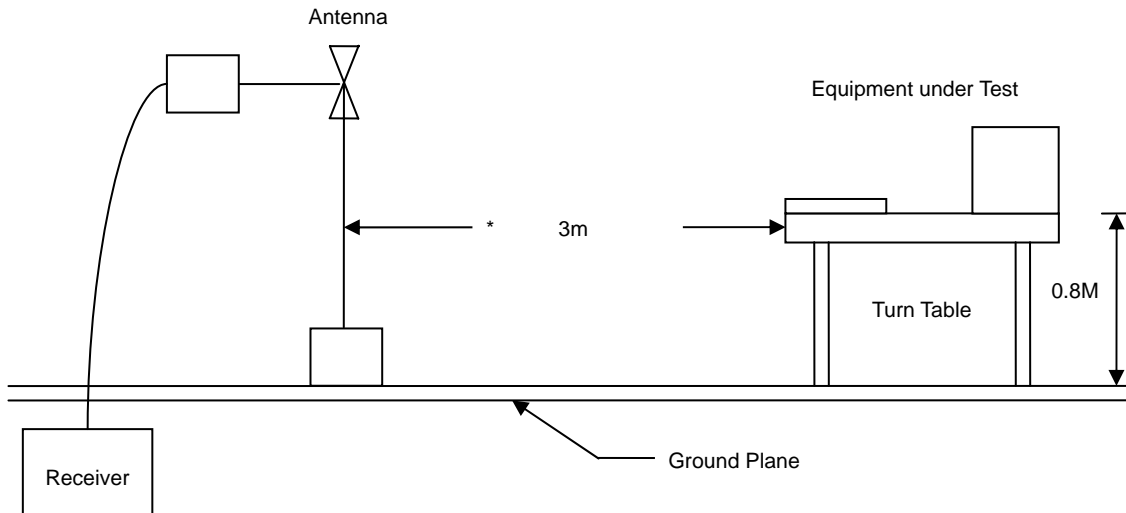 Antenna
Equipment under Test
* 3m
0.8M
Turn Table
Ground Plane
Receiver